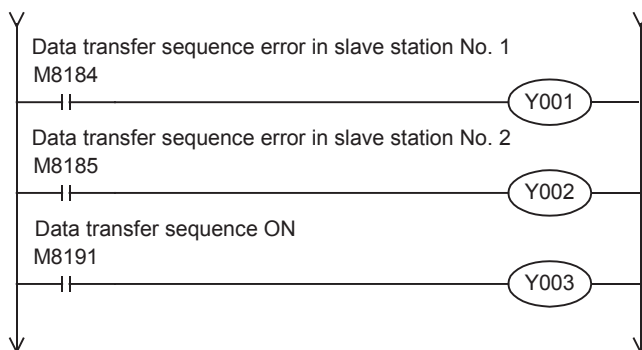 Data transfer sequence error in slave station No. 1
M8184
Y001
Data transfer sequence error in slave station No. 2
M8185
Y002
Data transfer sequence ON
M8191
Y003